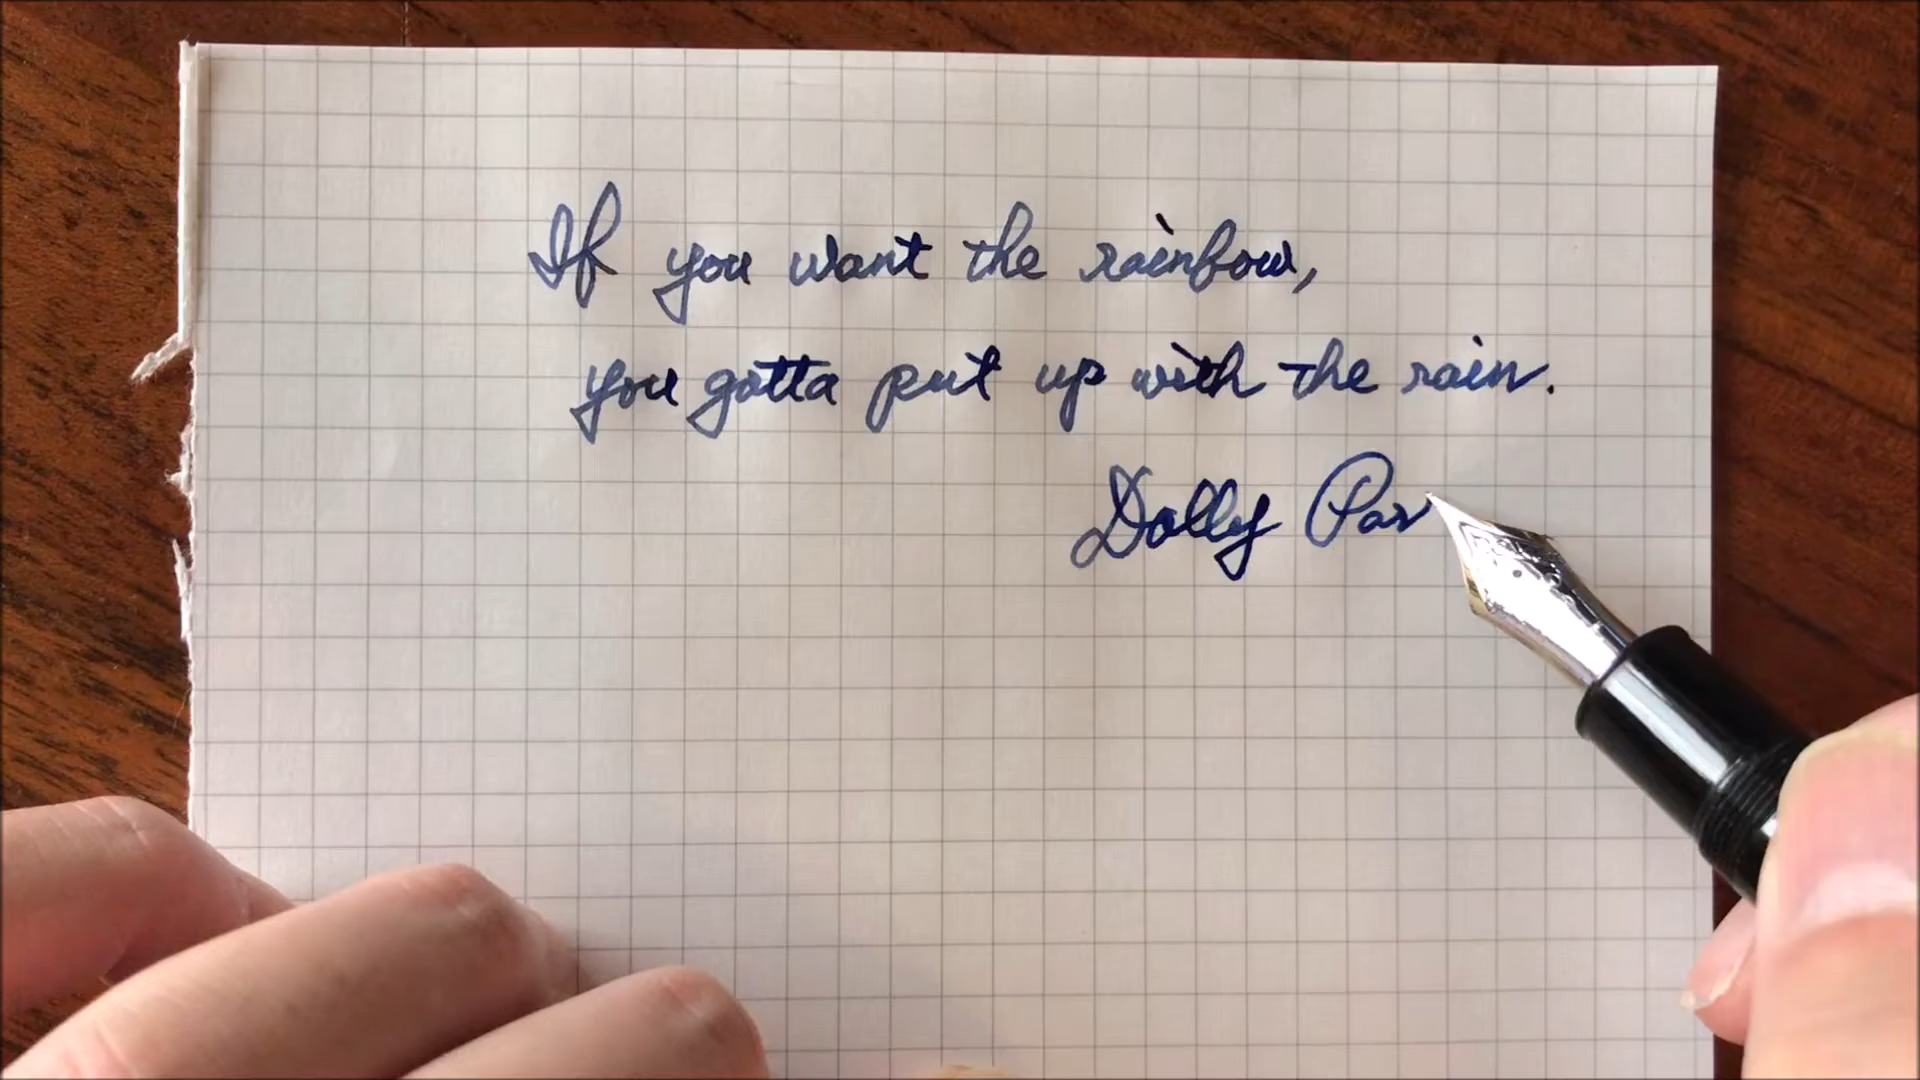 If you want the rainbow,
you gotta put up with the rain.
Dolly Par